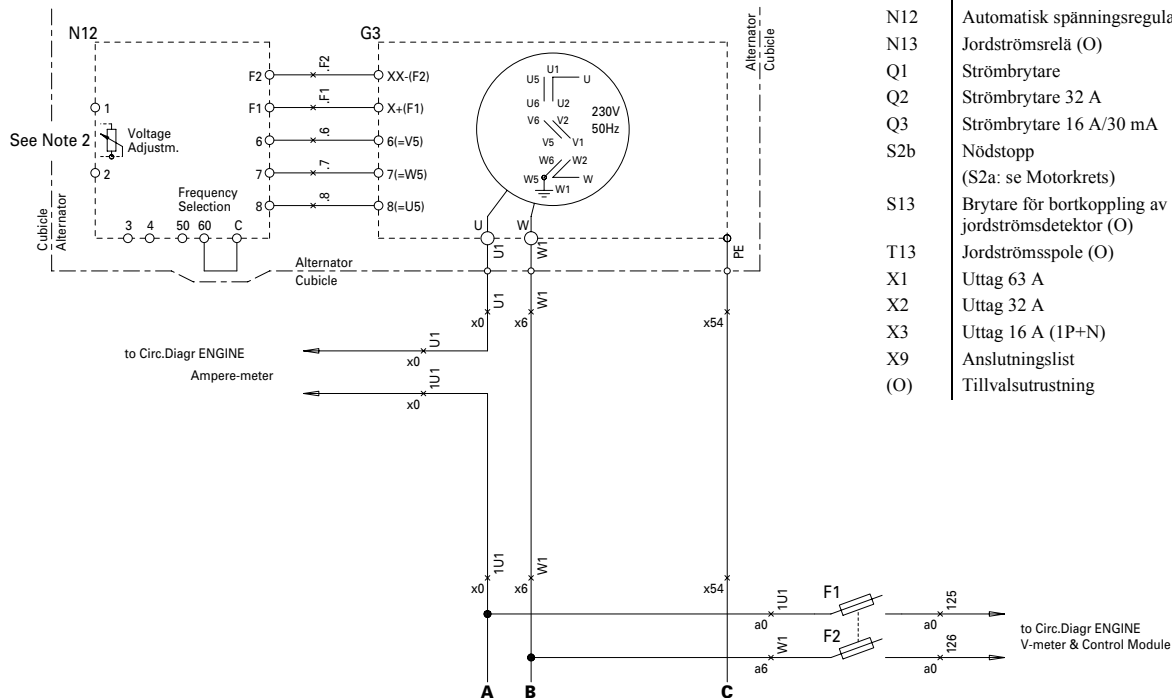 N12
G3
Alternator
Cubicle
F2
.F2
XX-(F2)
F1
.F1
X+(F1)
6
.6
6(=V5)
7
.7
7(=W5)
8
.8
8(=U5)
1
See Note 2
Voltage
Adjustm.
2
Frequency
Selection
3 4 50 60 C
Cubicle
Alternator
U1
U5
U
U6
U2
V6
V2
V5
V1
W6
W2
W5
W
W1
230V
50Hz
U
W
U1
W1
PE
Alternator
Cubicle
U1
W1
x0
x6
x54
to Circ.Diagr ENGINE
U1
x0
Ampere-meter
1U1
x0
1U1
W1
x0
x6
x54
1U1
a0
F1
125
a0
W1
a6
F2
126
a0
to Circ.Diagr ENGINE
V-meter & Control Module
A B C
N12 Automatisk spänningsregula
N13 Jordströmsrelä (O)
Q1 Strömbrytare
Q2 Strömbrytare 32 A
Q3 Strömbrytare 16 A/30 mA
S2b Nödstopp
(S2a: se Motorkrets)
S13 Brytare för bortkoppling av
jordströmsdetektor (O)
T13 Jordströmsspole (O)
X1 Uttag 63 A
X2 Uttag 32 A
X3 Uttag 16 A (1P+N)
X9 Anslutningslist
(O) Tillvalsutrustning